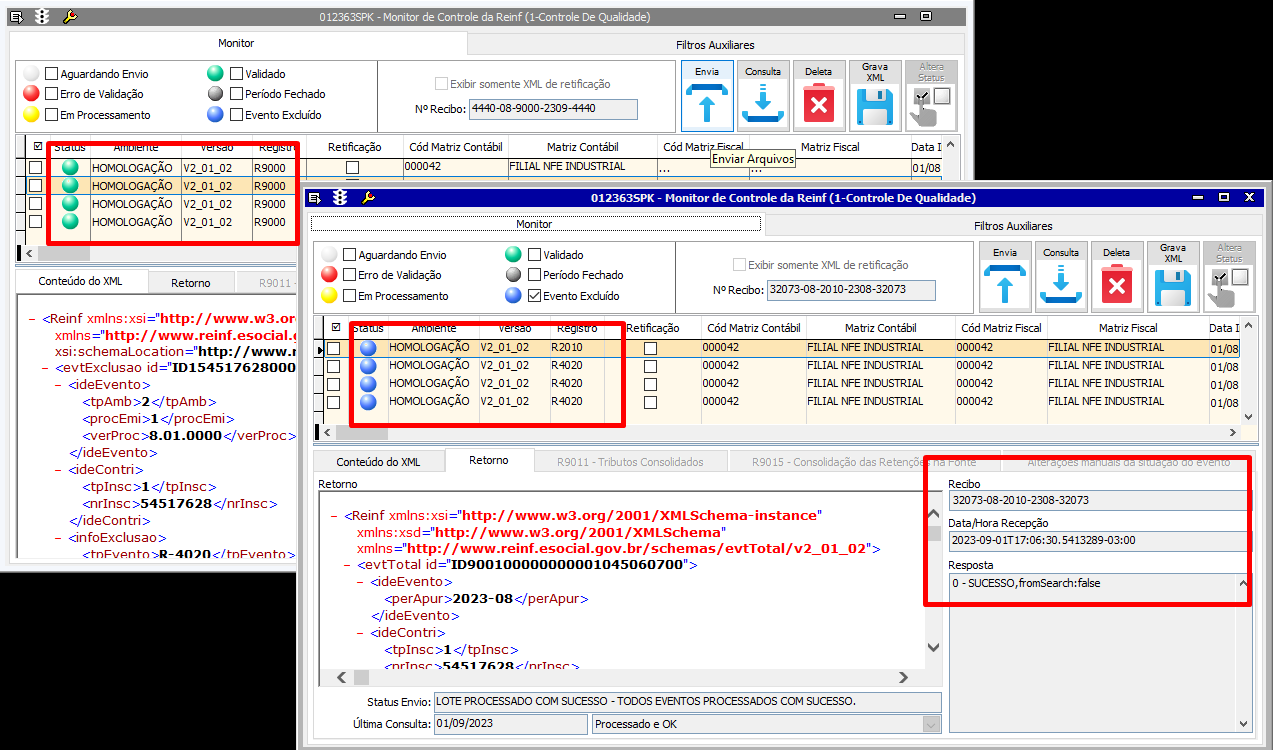 012363SPK - Monitor de Controle da Reinf (1-Controle De Qualidade)
Monitor
Filtros Auxiliares
Aguardando Envio
Validado
Erro de Validação
Período Fechado
Em Processamento
Evento Excluído
Exibir somente XML de retificação
Nº Recibo: 4440-08-9000-2309-4440
Envia
Consulta
Deleta
Grava XML
Altera Status
Status Ambiente Versão Registro Retificação Cód Matriz Contábil Matriz Contábil Cód Matriz Fiscal Matriz Fiscal Data I
HOMOLOGAÇÃO V2_01_02 R9000 000042 FILIAL NFE INDUSTRIAL ... ... 01/08
Enviar Arquivos
HOMOLOGAÇÃO V2_01_02 R9000
HOMOLOGAÇÃO V2_01_02 R9000
HOMOLOGAÇÃO V2_01_02 R9000
Conteúdo do XML
Retorno
R9011 -
− <Reinf xmlns:xsi="http://www.w3.or
xmlns="http://www.reinf.esocial.g
xsi:schemaLocation="http://www.r
− <evtExclusao id="ID154517628000
− <ideEvento>
<tpAmb>2</tpAmb>
<procEmi>1</procEmi>
<verProc>8.01.0000</verProc>
</ideEvento>
− <ideContri>
<tpInsc>1</tpInsc>
<nrInsc>54517628</nrInsc>
</ideContri>
− <infoExclusao>
<tpEvento>R-4020</tpEvento>
012363SPK - Monitor de Controle da Reinf (1-Controle De Qualidade)
Monitor
Filtros Auxiliares
Aguardando Envio
Validado
Erro de Validação
Período Fechado
Em Processamento
Evento Excluído
Exibir somente XML de retificação
Nº Recibo: 32073-08-2010-2308-32073
Envia
Consulta
Deleta
Grava XML
Altera Status
Status Ambiente Versão Registro Retificação Cód Matriz Contábil Matriz Contábil Cód Matriz Fiscal Matriz Fiscal Data I
HOMOLOGAÇÃO V2_01_02 R2010 000042 FILIAL NFE INDUSTRIAL 000042 FILIAL NFE INDUSTRIAL 01/08
HOMOLOGAÇÃO V2_01_02 R4020 000042 FILIAL NFE INDUSTRIAL 000042 FILIAL NFE INDUSTRIAL 01/08
HOMOLOGAÇÃO V2_01_02 R4020 000042 FILIAL NFE INDUSTRIAL 000042 FILIAL NFE INDUSTRIAL 01/08
HOMOLOGAÇÃO V2_01_02 R4020 000042 FILIAL NFE INDUSTRIAL 000042 FILIAL NFE INDUSTRIAL 01/08
Conteúdo do XML
Retorno
R9011 - Tributos Consolidados
R9015 - Consolidação das Retenções na Fonte
Alterações manuais da situação do evento
Retorno
− <Reinf xmlns:xsi="http://www.w3.org/2001/XMLSchema-instance"
xmlns:xsd="http://www.w3.org/2001/XMLSchema"
xmlns="http://www.reinf.esocial.gov.br/schemas/evtTotal/v2_01_02">
− <evtTotal id="ID9001000000000001045060700">
− <ideEvento>
<perApur>2023-08</perApur>
</ideEvento>
− <ideContri>
<tpInsc>1</tpInsc>
<nrInsc>54517628</nrInsc>
Recibo
32073-08-2010-2308-32073
Data/Hora Recepção
2023-09-01T17:06:30.5413289-03:00
Resposta
0 - SUCESSO,fromSearch:false
Status Envio: LOTE PROCESSADO COM SUCESSO - TODOS EVENTOS PROCESSADOS COM SUCESSO.
Última Consulta: 01/09/2023 Processado e OK